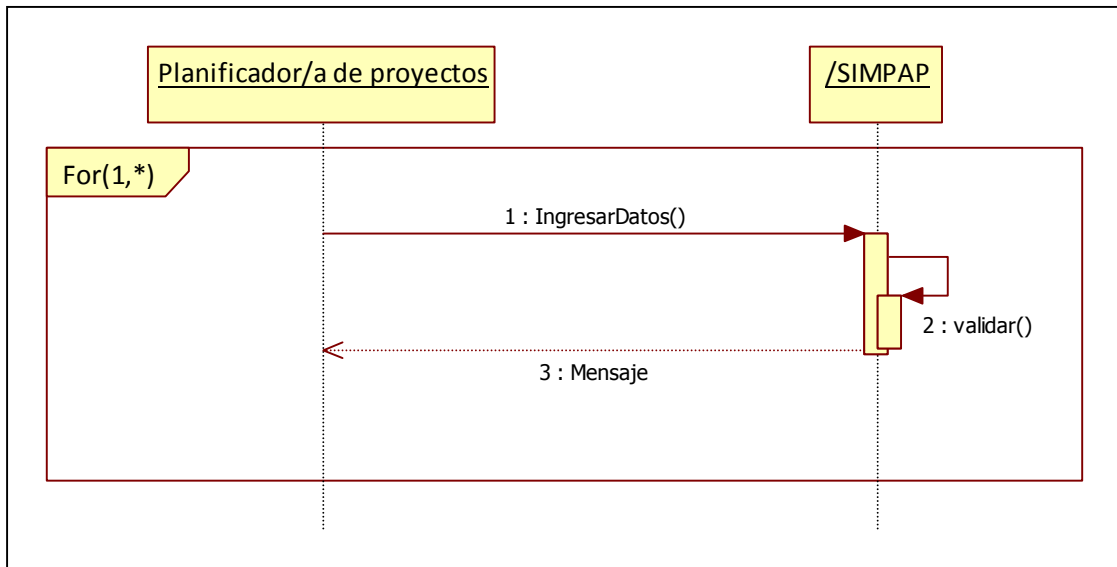 Planificador/a de proyectos
/SIMPAP
For(1,*)
1 : IngresarDatos()
2 : validar()
3 : Mensaje